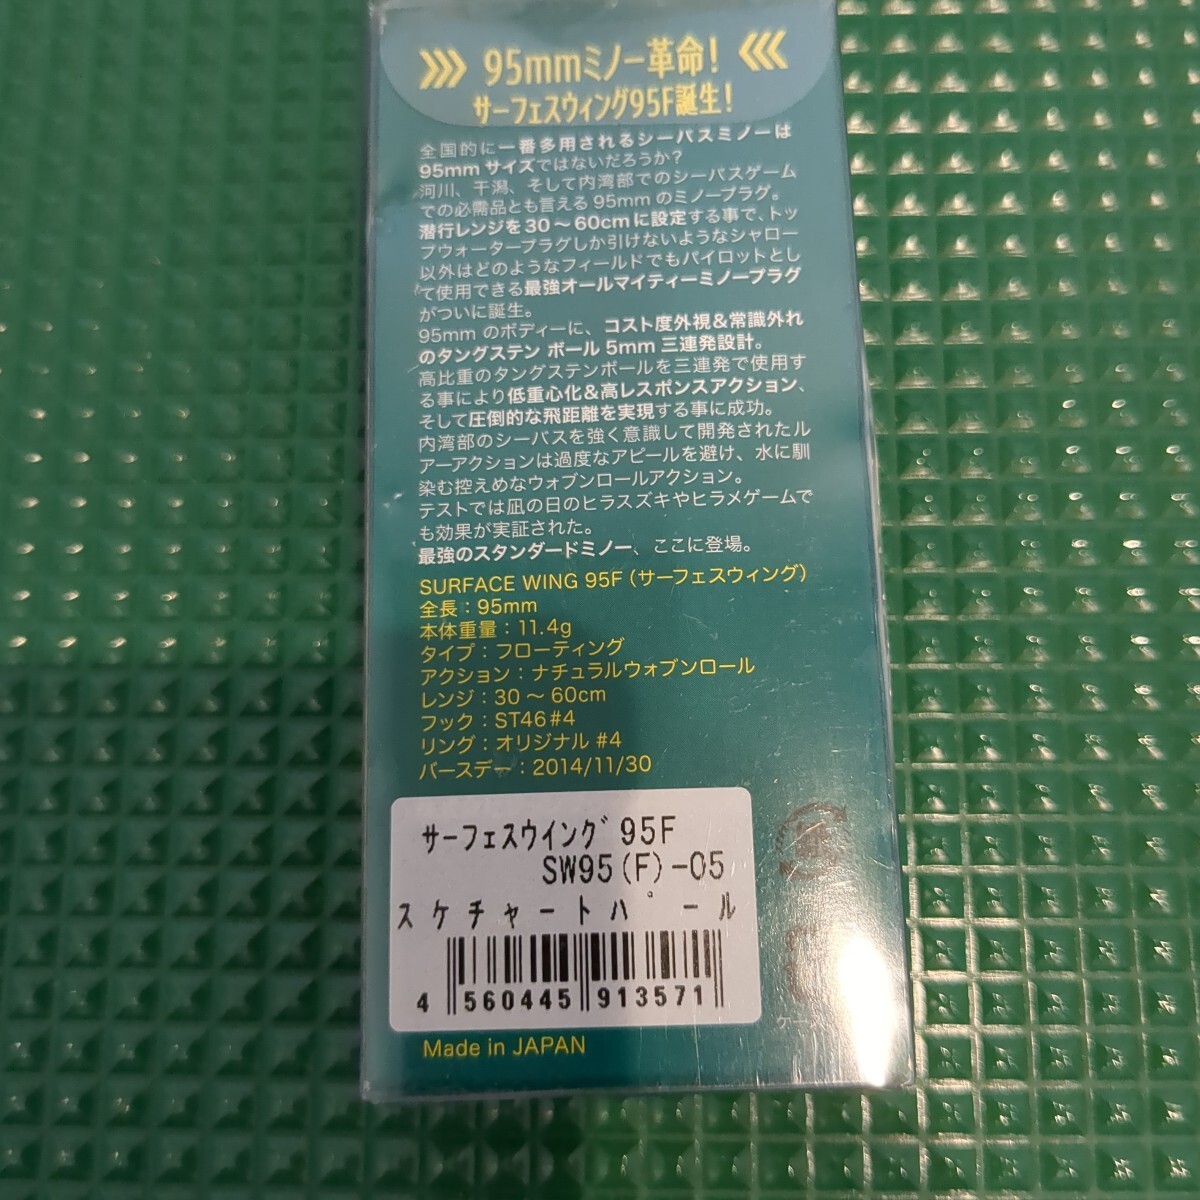 95mmミノー革命!
サーフェスウィング95F誕生!
全国的に一番多用されるシーバスミノーは
95mm サイズではないだろうか?
河川、干潟、そして内湾部でのシーバスゲーム
での必需品とも言える 95mm のミノープラグ。
潜行レンジを 30 〜 60cm に設定する事で、トッ
プウォータープラグしか引けないようなシャロー
以外はどのようなフィールドでもパイロットとし
て使用できる最強オールマイティーミノープラグ
がついに誕生。
95mm のボディーに、コスト度外視&常識外れ
のタングステン ボール 5mm 三連発設計。
高比重のタングステンボールを三連発で使用す
る事により低重心化&高レスポンスアクション、
そして圧倒的な飛距離を実現する事に成功。
内湾部のシーバスを強く意識して開発されたル
アーアクションは過度なアピールを避け、水に馴
染む控えめなウォブンロールアクション。
テストでは凪の日のヒラスズキやヒラメゲームで
も効果が実証された。
最強のスタンダードミノー、ここに登場。
SURFACE WING 95F(サーフェスウィング)
全長:95mm
本体重量:11.4g
タイプ:フローティング
アクション:ナチュラルウォブンロール
レンジ:30 〜 60cm
フック:ST46 #4
リング:オリジナル #4
バースデー:2014/11/30
サーフェスウイング 95F
SW95(F)-05
スケチャートパール
4 560445 913571
Made in JAPAN